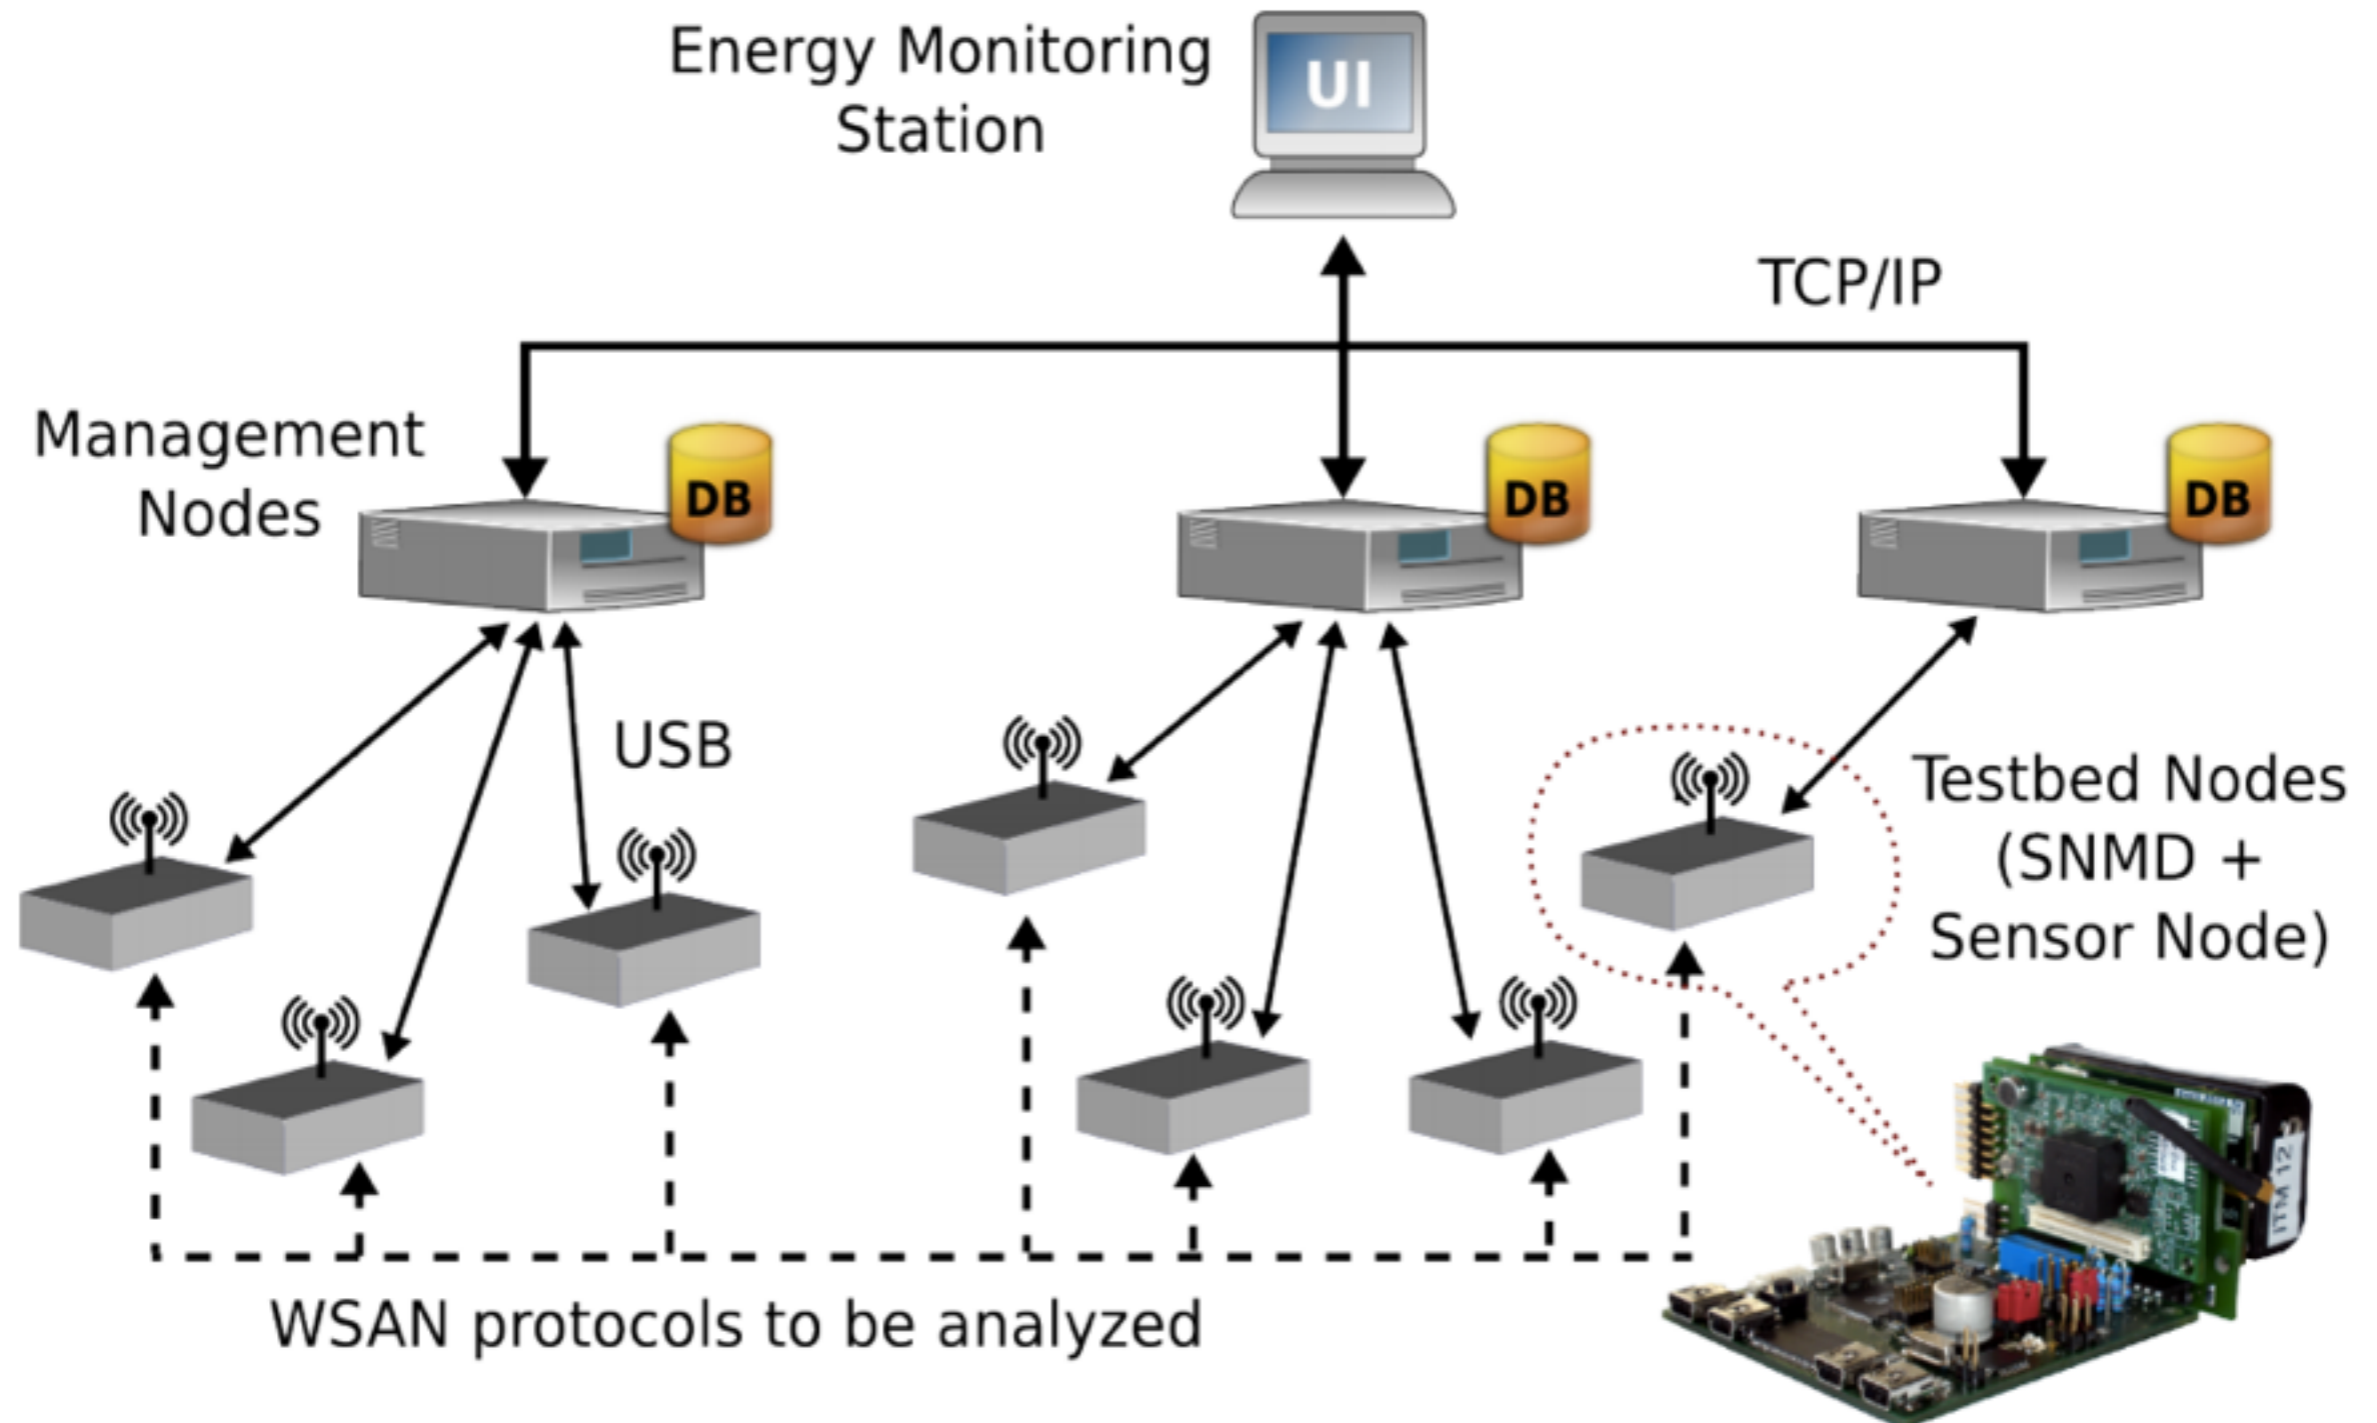 Energy Monitoring
Station
UI
TCP/IP
Management
Nodes
DB
DB
DB
USB
Testbed Nodes
(SNMD +
Sensor Node)
ITM 12
WSAN protocols to be analyzed